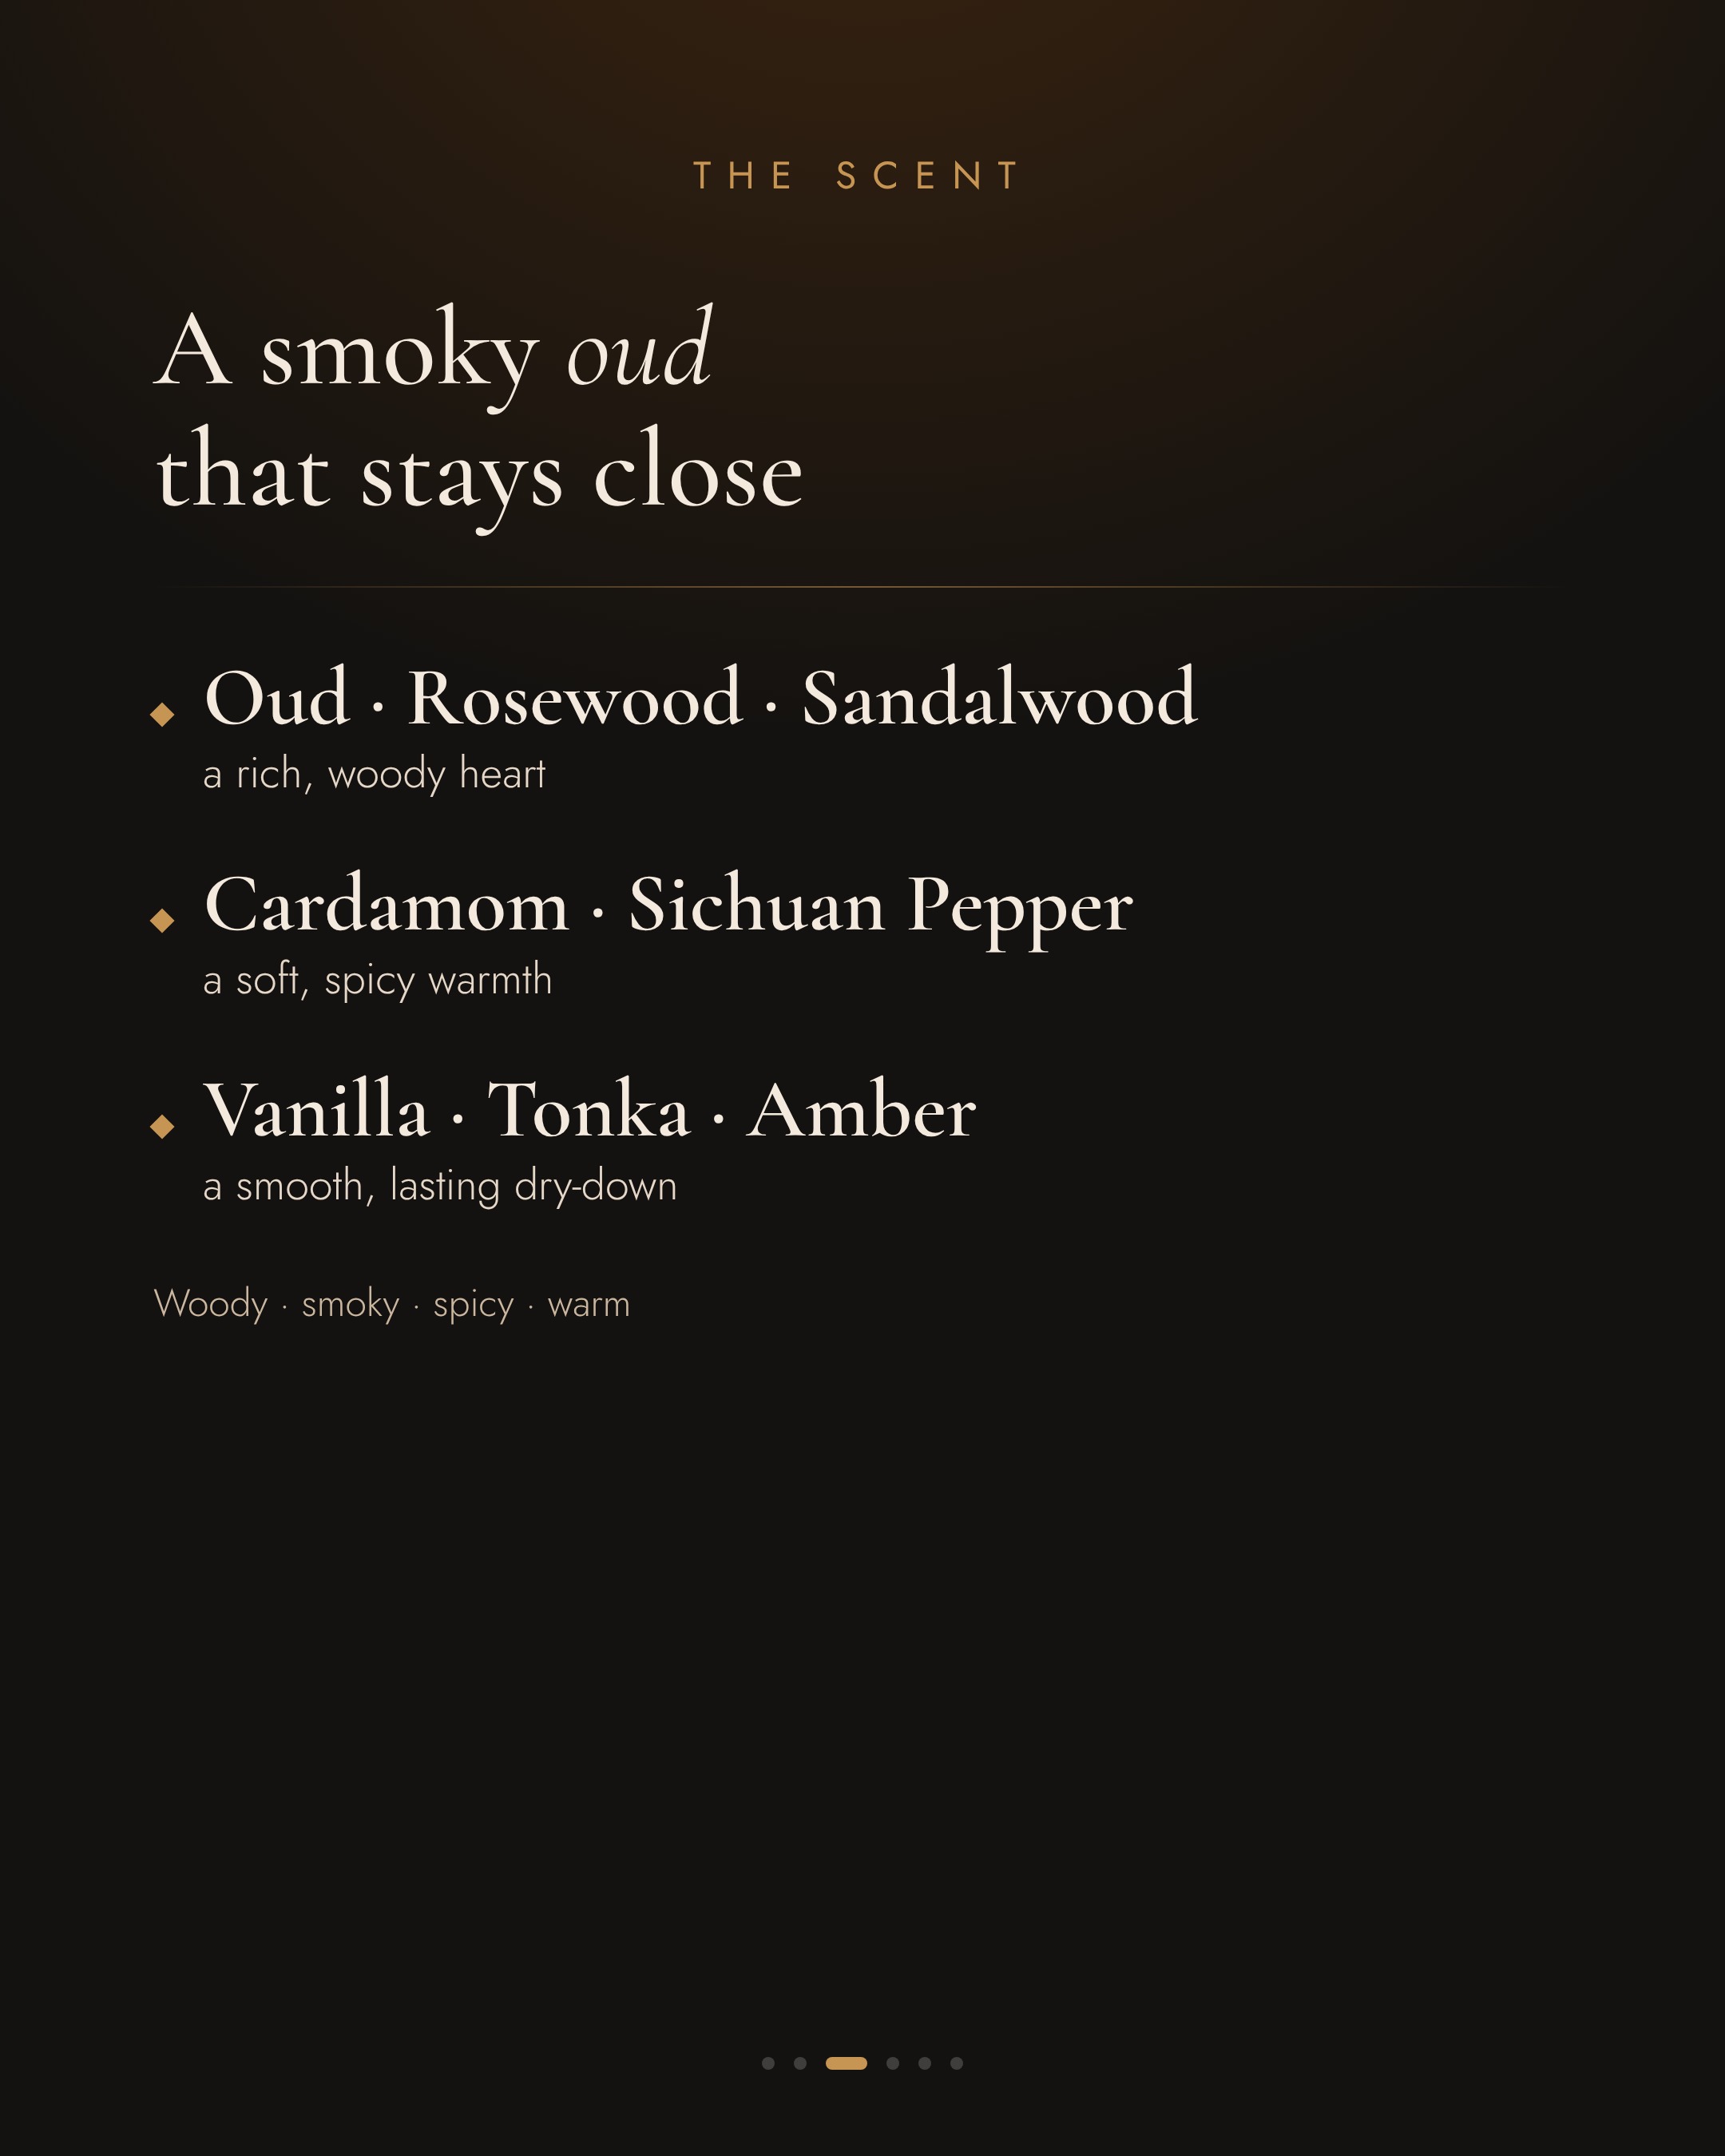 THE SCENT
A smoky oud
that stays close
Oud · Rosewood · Sandalwood
a rich, woody heart
Cardamom · Sichuan Pepper
a soft, spicy warmth
Vanilla · Tonka · Amber
a smooth, lasting dry-down
Woody · smoky · spicy · warm